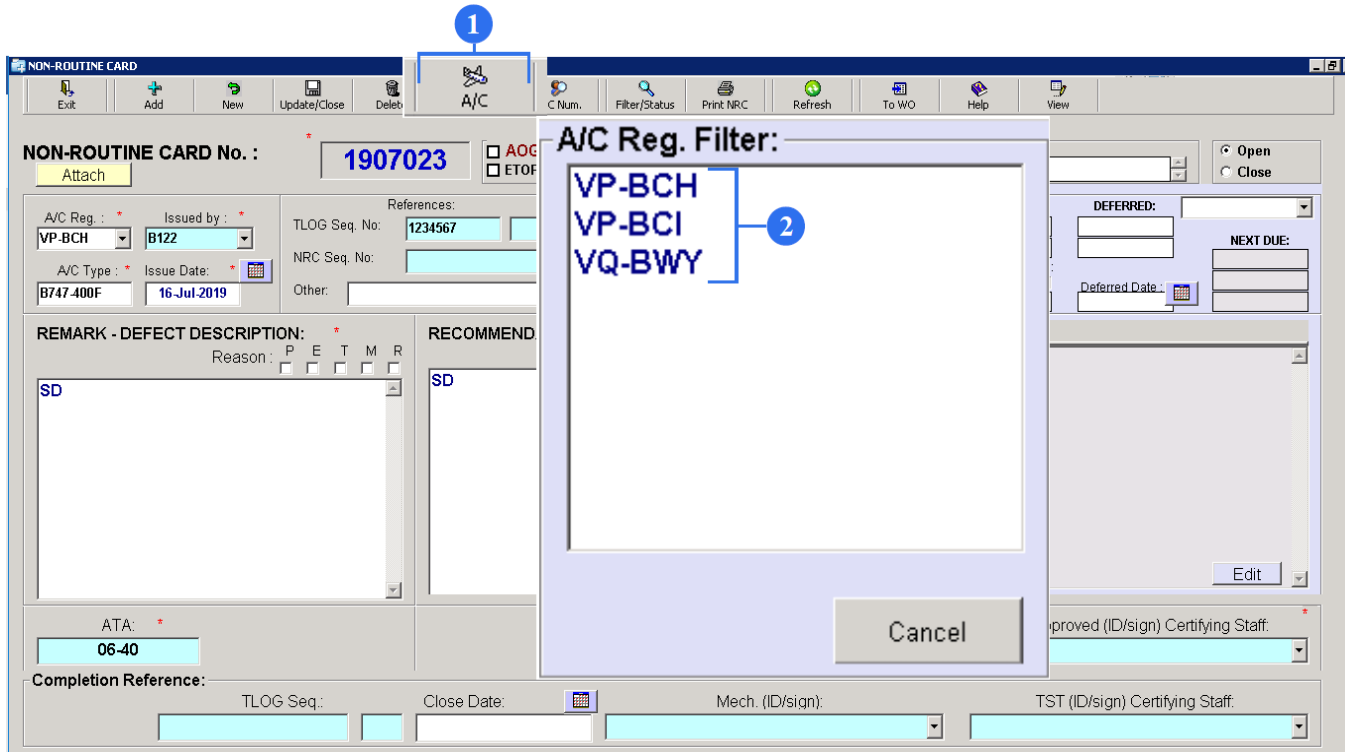 1
NON-ROUTINE CARD
Exit Add New Update/Close Delet A/C C Num. Filter/Status Print NRC Refresh To WO Help View
NON-ROUTINE CARD No. : * 1907023 AOG
ETOP
Attach
Open
Close
A/C Reg. : * Issued by : *
VP-BCH B122
A/C Type : * Issue Date: *
B747-400F 16-Jul-2019
References:
TLOG Seq. No: 1234567
NRC Seq. No:
Other:
A/C Reg. Filter:
VP-BCH
VP-BCI
VQ-BWY
2
Cancel
DEFERRED:
NEXT DUE:
Deferred Date :
REMARK - DEFECT DESCRIPTION: *
Reason : P E T M R
SD
RECOMMEND
SD
Edit
ATA: *
06-40
pproved (ID/sign) Certifying Staff: *
Completion Reference:
TLOG Seq.: Close Date: Mech. (ID/sign): TST (ID/sign) Certifying Staff: